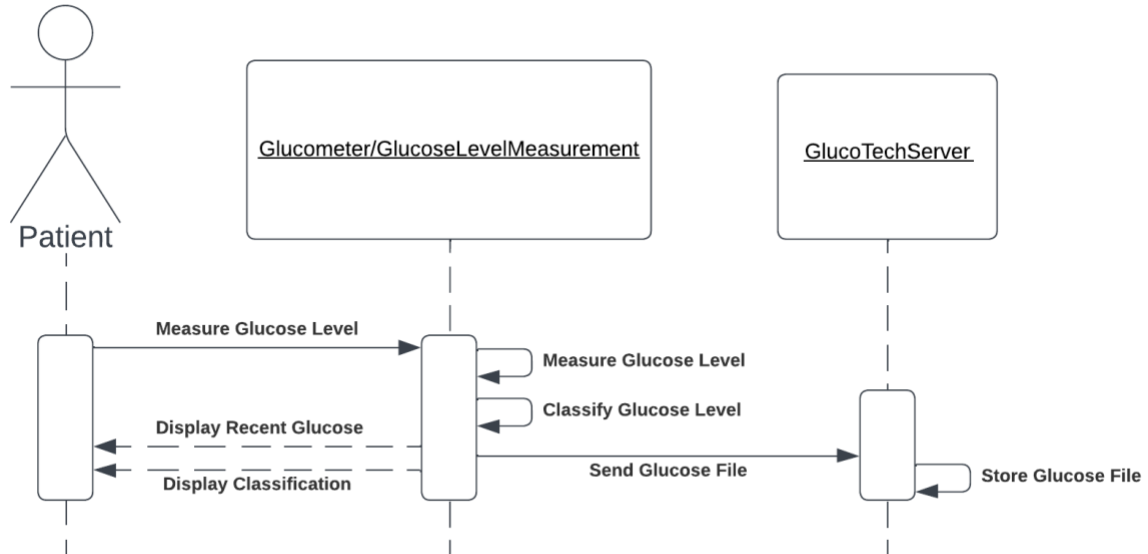 Glucometer/GlucoseLevelMeasurement
GlucoTechServer
Patient
Measure Glucose Level
Measure Glucose Level
Classify Glucose Level
Display Recent Glucose
Send Glucose File
Store Glucose File
Display Classification